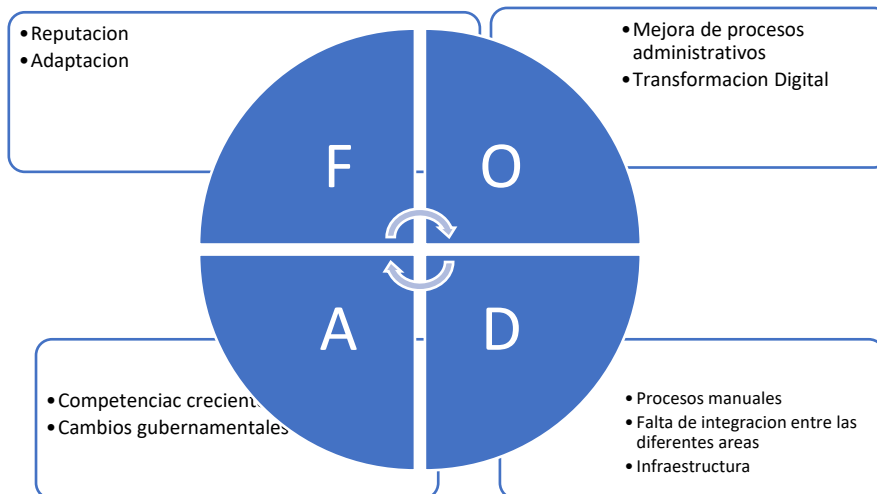 • Reputacion
• Adaptacion
• Mejora de procesos
administrativos
• Transformacion Digital
F
O
A
D
• Competenciac
• Cambios gubernamentales
• Procesos manuales
• Falta de integracion entre las
diferentes areas
• Infraestructura